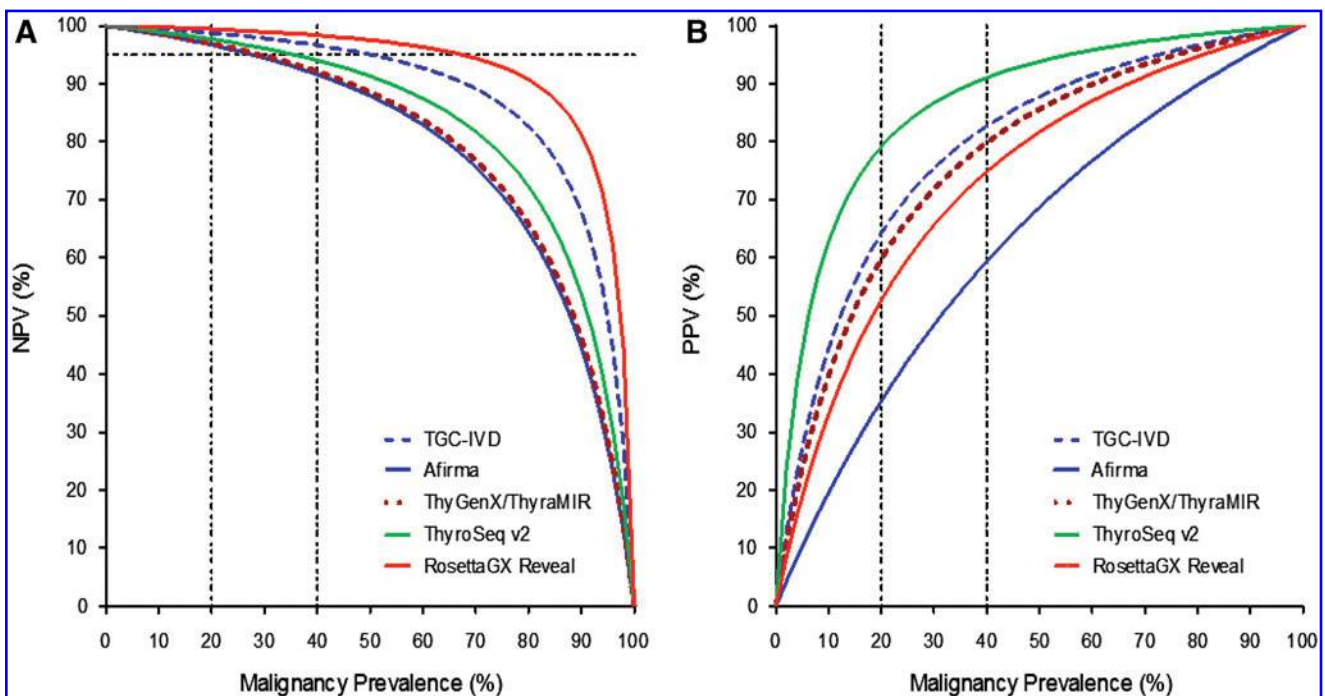 A
100
90
80
70
60
50
40
30
20
10
0
NPV (%)
TGC-IVD
Afirma
ThyGenX/ThyraMIR
ThyroSeq v2
RosettaGX Reveal
0 10 20 30 40 50 60 70 80 90 100
Malignancy Prevalence (%)
B
100
90
80
70
60
50
40
30
20
10
0
PPV (%)
TGC-IVD
Afirma
ThyGenX/ThyraMIR
ThyroSeq v2
RosettaGX Reveal
0 10 20 30 40 50 60 70 80 90 100
Malignancy Prevalence (%)